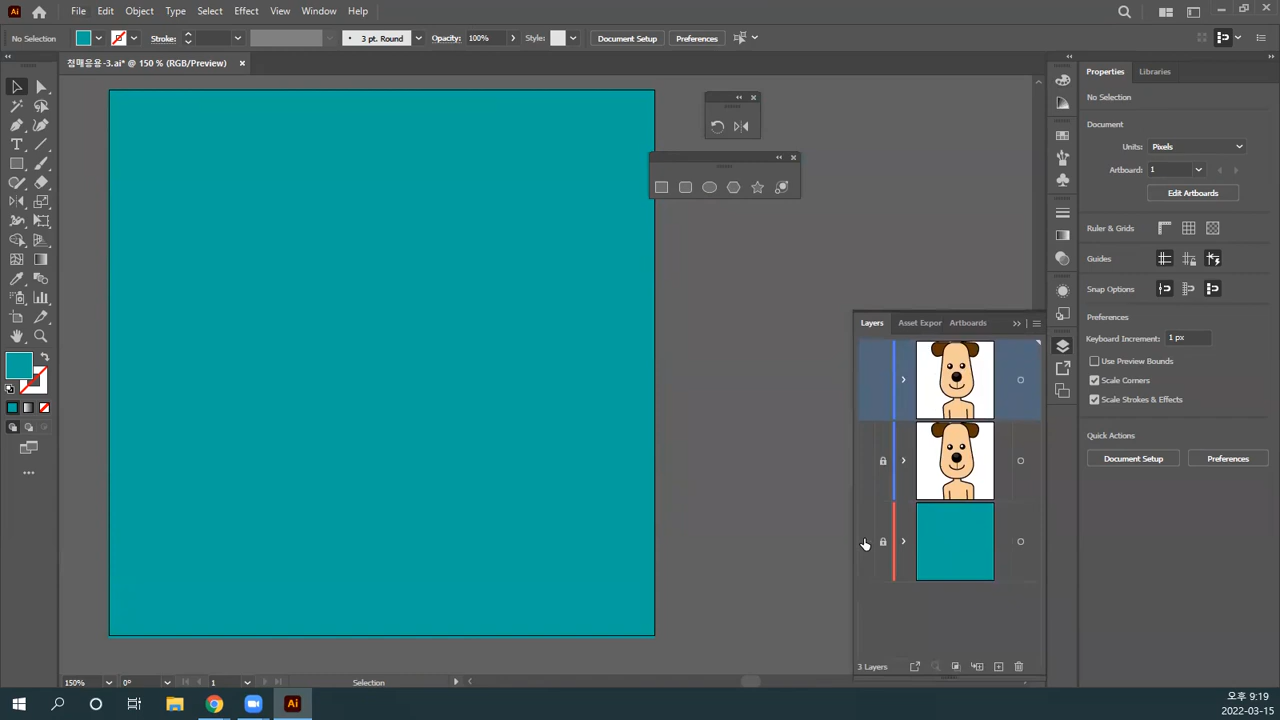 Ai File Edit Object Type Select Effect View Window Help
No Selection Stroke: 3 pt. Round Opacity: 100% Style: Document Setup Preferences
첨매응용-3.ai* @ 150 % (RGB/Preview)
Properties Libraries
No Selection
Document
Units: Pixels
Artboard: 1
Edit Artboards
Ruler & Grids
Guides
Snap Options
Preferences
Keyboard Increment: 1 px
Use Preview Bounds
Scale Corners
Scale Strokes & Effects
Quick Actions
Document Setup Preferences
Layers Asset Expor Artboards
3 Layers
150% 0° 1 Selection
Ai
오후 9:19
2022-03-15